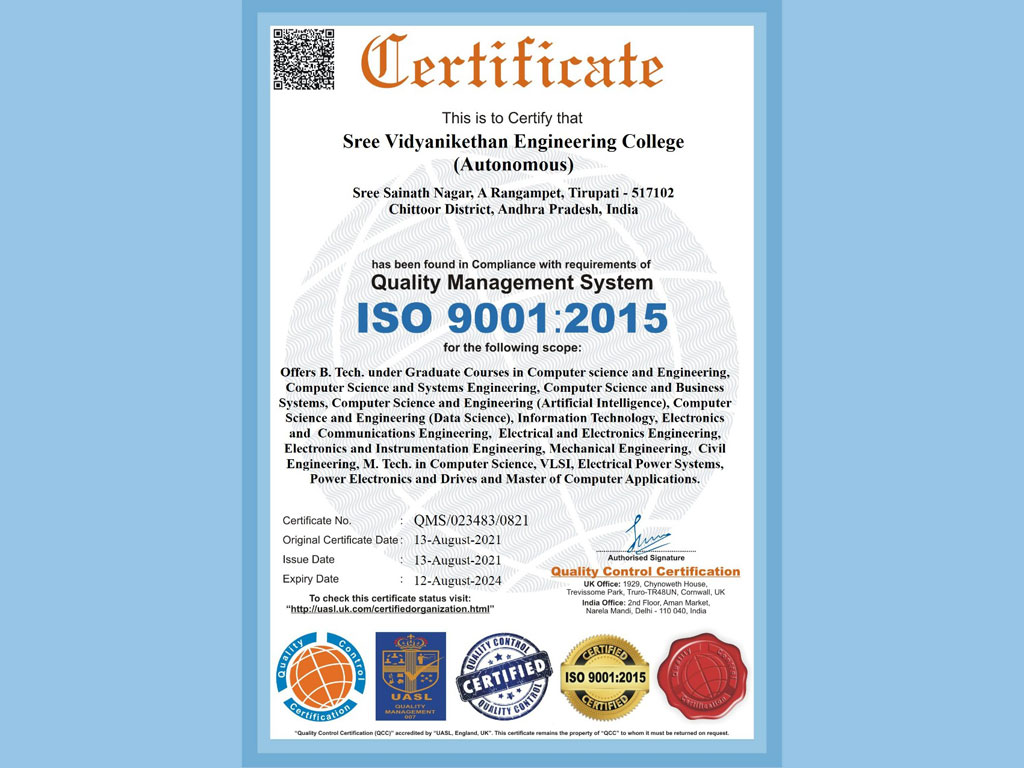 Certificate
This is to Certify that
Sree Vidyanikethan Engineering College
(Autonomous)
Sree Sainath Nagar, A Rangampet, Tirupati - 517102
Chittoor District, Andhra Pradesh, India
has been found in Compliance with requirements of
Quality Management System
ISO 9001:2015
for the following scope:
Offers B. Tech. under Graduate Courses in Computer science and Engineering,
Computer Science and Systems Engineering, Computer Science and Business
Systems, Computer Science and Engineering (Artificial Intelligence), Computer
Science and Engineering (Data Science), Information Technology, Electronics
and Communications Engineering, Electrical and Electronics Engineering,
Electronics and Instrumentation Engineering, Mechanical Engineering, Civil
Engineering, M. Tech. in Computer Science, VLSI, Electrical Power Systems,
Power Electronics and Drives and Master of Computer Applications.
Certificate No. : QMS/023483/0821
Original Certificate Date : 13-August-2021
Issue Date : 13-August-2021
Expiry Date : 12-August-2024
To check this certificate status visit:
“http://uasl.uk.com/certifiedorganization.html”
Authorised Signature
Quality Control Certification
UK Office: 1929, Chynoweth House,
Trevissome Park, Truro-TR48UN, Cornwall, UK
India Office: 2nd Floor, Aman Market,
Narela Mandi, Delhi - 110 040, India
Quality Control Certification
UASL
QUALITY
MANAGEMENT
007
QUALITY CONTROL
CERTIFIED
QUALITY CONTROL
CERTIFIED
ISO 9001:2015
CERTIFIED
Quality Control
Certification
“Quality Control Certification (QCC)” accredited by “UASL, England, UK”. This certificate remains the property of “QCC” to whom it must be returned on request.